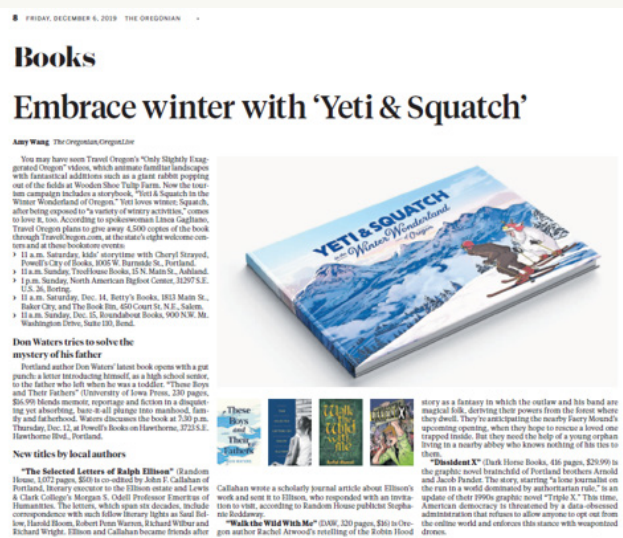 8 FRIDAY, DECEMBER 6, 2019 THE OREGONIAN
Books
Embrace winter with ‘Yeti & Squatch’
Amy Wang The Oregonian/OregonLive
You may have seen Travel Oregon's "Only Slightly Exag-
gerated Oregon" videos, which animate familiar landscapes
with fantastical additions such as a giant rabbit popping
out of the fields at Wooden Shoe Tulip Farm. Now the tour-
ism campaign includes a storybook, "Yeti & Squatch in the
Winter Wonderland of Oregon." Yeti loves winter; Squatch,
after being exposed to "a variety of wintry activities," comes
to love it, too. According to spokeswoman Linea Gagliano,
Travel Oregon plans to give away 4,500 copies of the book
through TravelOregon.com, at the state's eight welcome cen-
ters and at these bookstore events:
› 11 a.m. Saturday, kids' storytime with Cheryl Strayed,
Powell's City of Books, 1005 W. Burnside St., Portland.
› 11 a.m. Sunday, TreeHouse Books, 15 N. Main St., Ashland.
› 1 p.m. Sunday, North American Bigfoot Center, 31297 S.E.
U.S. 26, Boring.
› 11 a.m. Saturday, Dec. 14, Betty's Books, 1813 Main St.,
Baker City, and The Book Bin, 450 Court St. N.E., Salem.
› 11 a.m. Sunday, Dec. 15, Roundabout Books, 900 N.W. Mt.
Washington Drive, Suite 110, Bend.
Don Waters tries to solve the
mystery of his father
Portland author Don Waters' latest book opens with a gut
punch: a letter introducing himself, as a high school senior,
to the father who left when he was a toddler. "These Boys
and Their Fathers" (University of Iowa Press, 230 pages,
$16.99) blends memoir, reportage and fiction in a disquiet-
ing yet absorbing, bare-it-all plunge into manhood, fam-
ily and fatherhood. Waters discusses the book at 7:30 p.m.
Thursday, Dec. 12, at Powell's Books on Hawthorne, 3723 S.E.
Hawthorne Blvd., Portland.
New titles by local authors
"The Selected Letters of Ralph Ellison" (Random
House, 1,072 pages, $50) is co-edited by John F. Callahan of
Portland, literary executor to the Ellison estate and Lewis
& Clark College's Morgan S. Odell Professor Emeritus of
Humanities. The letters, which span six decades, include
correspondence with such fellow literary lights as Saul Bel-
low, Harold Bloom, Robert Penn Warren, Richard Wilbur and
Richard Wright. Ellison and Callahan became friends after
YETI & SQUATCH
in the
Winter Wonderland
of Oregon
These
Boys
and
Their
Fathers
Walk
the
Wild
with
me
Callahan wrote a scholarly journal article about Ellison's
work and sent it to Ellison, who responded with an invita-
tion to visit, according to Random House publicist Stepha-
nie Reddaway.
"Walk the Wild With Me" (DAW, 320 pages, $16) is Ore-
gon author Rachel Atwood's retelling of the Robin Hood
story as a fantasy in which the outlaw and his band are
magical folk, deriving their powers from the forest where
they dwell. They're anticipating the nearby Faery Mound's
upcoming opening, when they hope to rescue a loved one
trapped inside. But they need the help of a young orphan
living in a nearby abbey who knows nothing of his ties to
them.
"Dissident X" (Dark Horse Books, 416 pages, $29.99) is
the graphic novel brainchild of Portland brothers Arnold
and Jacob Pander. The story, starring "a lone journalist on
the run in a world dominated by authoritarian rule," is an
update of their 1990s graphic novel "Triple X." This time,
American democracy is threatened by a data-obsessed
administration that refuses to allow anyone to opt out from
the online world and enforces this stance with weaponized
drones.